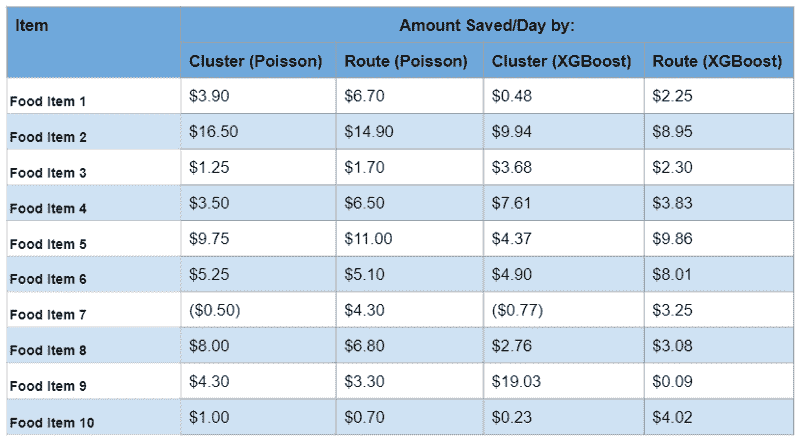 Item Amount Saved/Day by:
Cluster (Poisson) Route (Poisson) Cluster (XGBoost) Route (XGBoost)
Food Item 1 $3.90 $6.70 $0.48 $2.25
Food Item 2 $16.50 $14.90 $9.94 $8.95
Food Item 3 $1.25 $1.70 $3.68 $2.30
Food Item 4 $3.50 $6.50 $7.61 $3.83
Food Item 5 $9.75 $11.00 $4.37 $9.86
Food Item 6 $5.25 $5.10 $4.90 $8.01
Food Item 7 ($0.50) $4.30 ($0.77) $3.25
Food Item 8 $8.00 $6.80 $2.76 $3.08
Food Item 9 $4.30 $3.30 $19.03 $0.09
Food Item 10 $1.00 $0.70 $0.23 $4.02